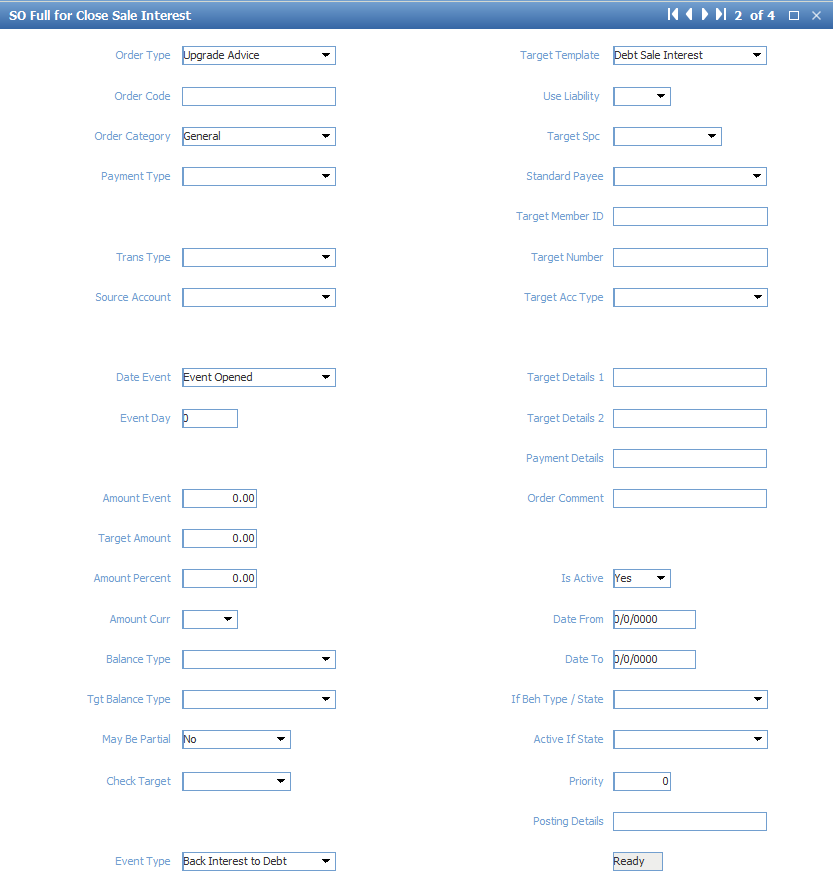 SO Full for Close Sale Interest 2 of 4
Order Type Upgrade Advice Target Template Debt Sale Interest
Order Code Use Liability
Order Category General Target Spc
Payment Type Standard Payee
Target Member ID
Trans Type Target Number
Source Account Target Acc Type
Date Event Event Opened Target Details 1
Event Day 0 Target Details 2
Payment Details
Amount Event 0.00 Order Comment
Target Amount 0.00
Amount Percent 0.00 Is Active Yes
Amount Curr Date From 0/0/0000
Balance Type Date To 0/0/0000
Tgt Balance Type If Beh Type / State
May Be Partial No Active If State
Check Target Priority 0
Posting Details
Event Type Back Interest to Debt Ready